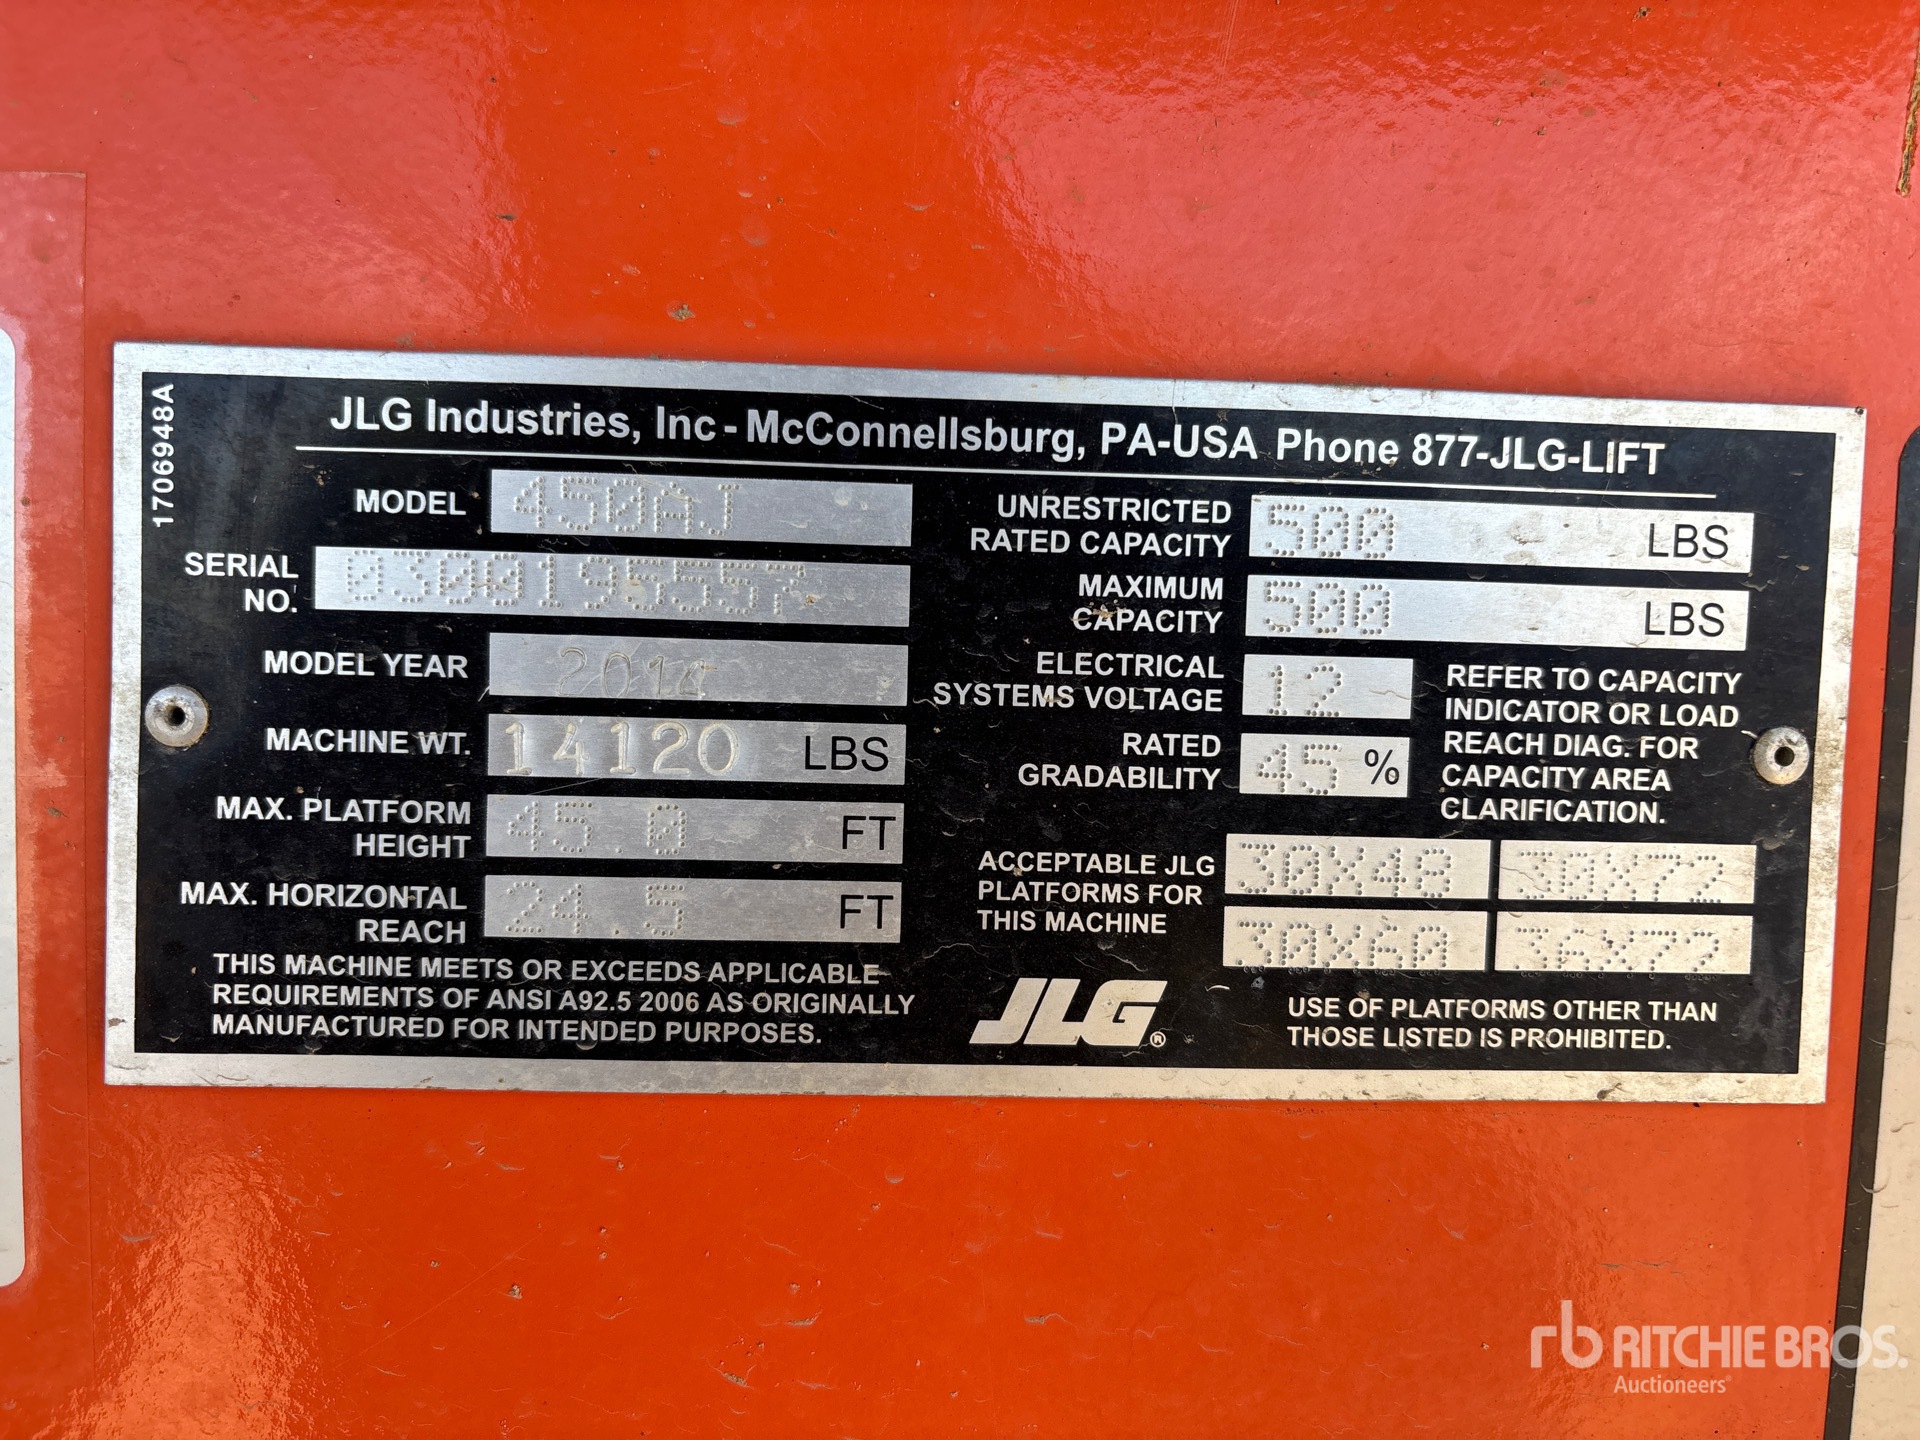 1706948A
JLG Industries, Inc - McConnellsburg, PA-USA Phone 877-JLG-LIFT
MODEL 450AJ
SERIAL
NO. 0300195557
MODEL YEAR
MACHINE WT. 14120 LBS
MAX. PLATFORM
HEIGHT 45.0 FT
MAX. HORIZONTAL
REACH 24.5 FT
THIS MACHINE MEETS OR EXCEEDS APPLICABLE
REQUIREMENTS OF ANSI A92.5 2006 AS ORIGINALLY
MANUFACTURED FOR INTENDED PURPOSES.
UNRESTRICTED
RATED CAPACITY 500 LBS
MAXIMUM
CAPACITY 500 LBS
ELECTRICAL
SYSTEMS VOLTAGE 12
RATED
GRADABILITY 45 %
REFER TO CAPACITY
INDICATOR OR LOAD
REACH DIAG. FOR
CAPACITY AREA
CLARIFICATION.
ACCEPTABLE JLG
PLATFORMS FOR
THIS MACHINE
30X48 30X72
30X60 36X72
JLG®
USE OF PLATFORMS OTHER THAN
THOSE LISTED IS PROHIBITED.
rb RITCHIE BROS.
Auctioneers